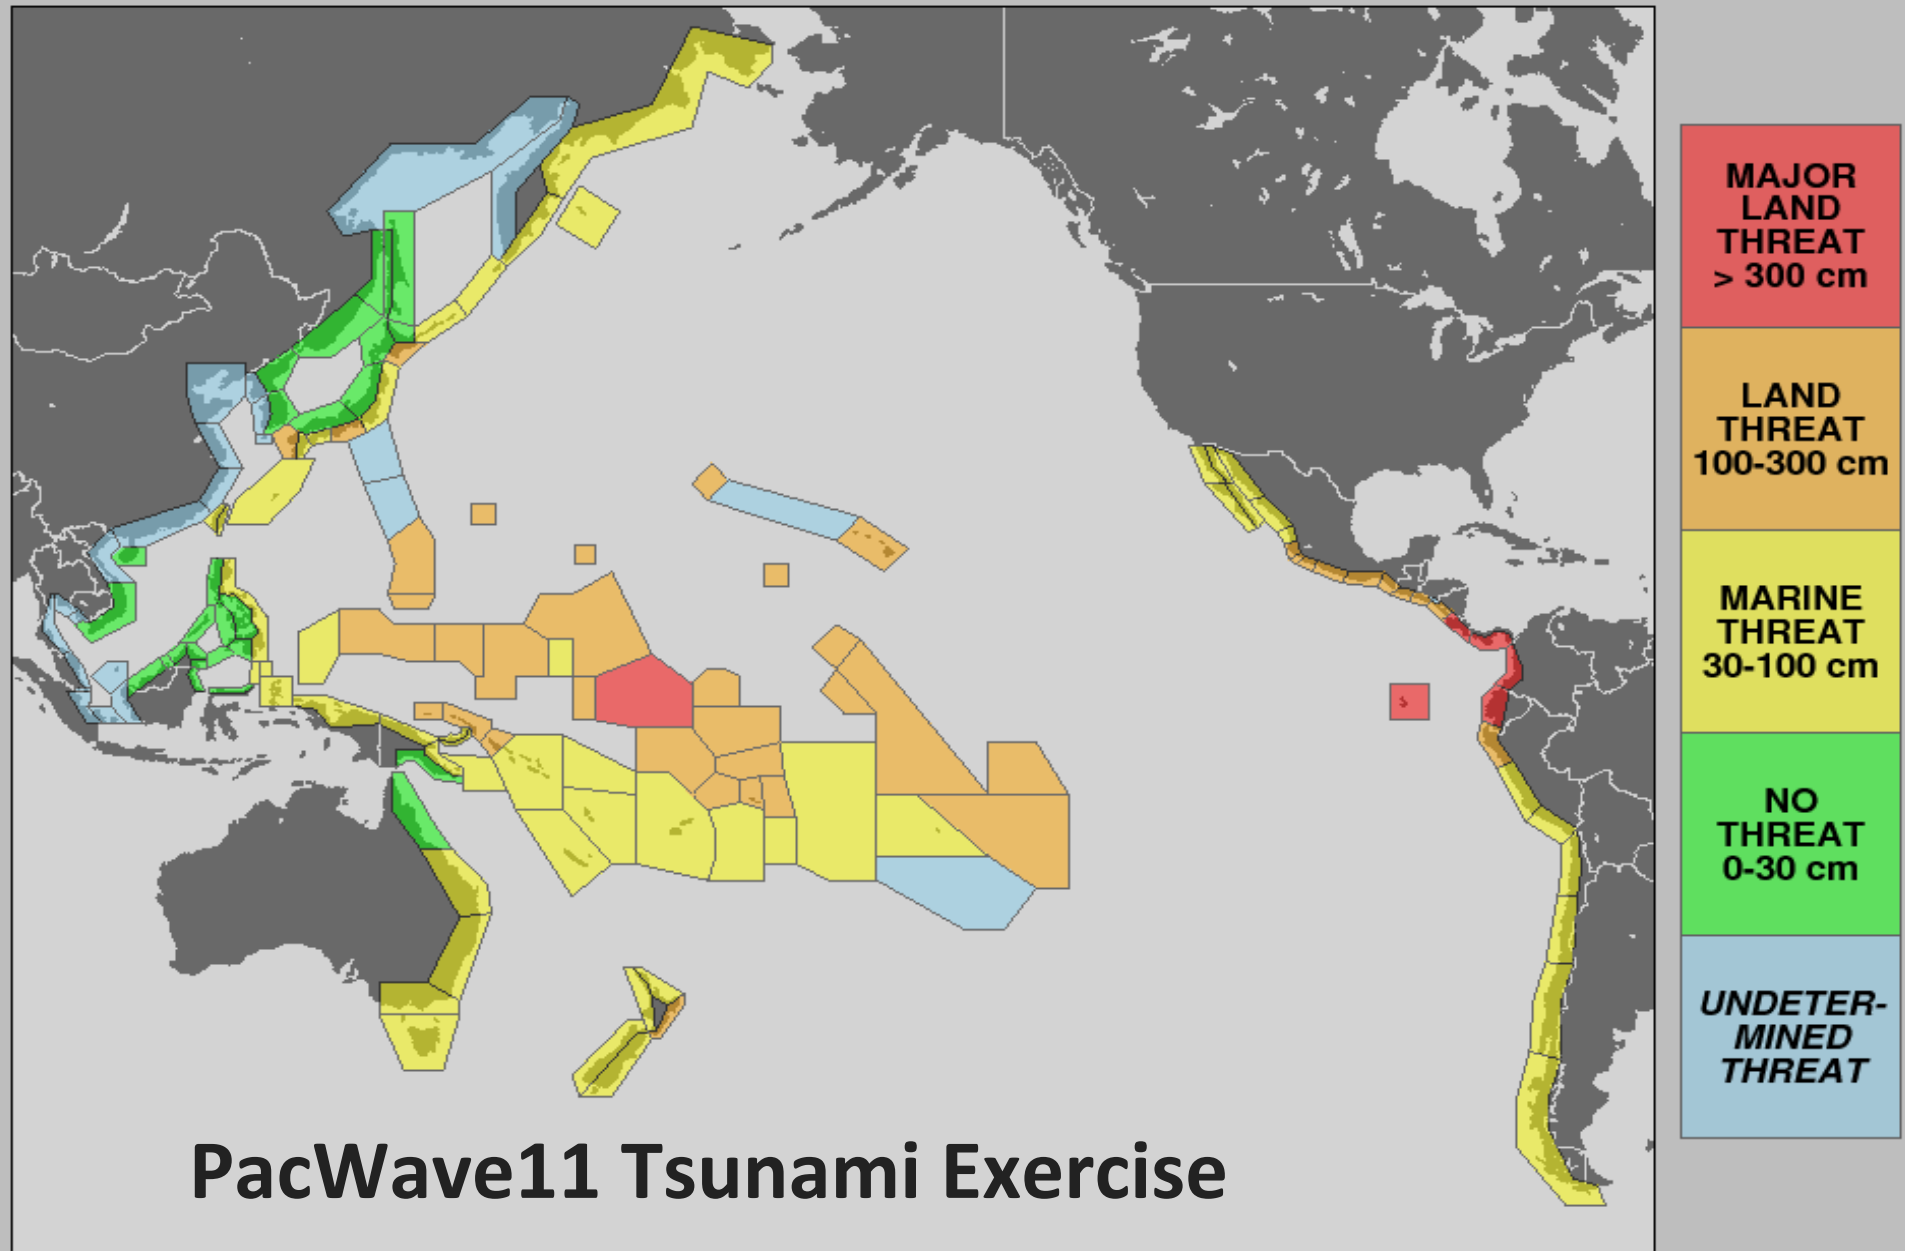 MAJOR
LAND
THREAT
> 300 cm
LAND
THREAT
100-300 cm
MARINE
THREAT
30-100 cm
NO
THREAT
0-30 cm
UNDETER-
MINED
THREAT
PacWave11 Tsunami Exercise